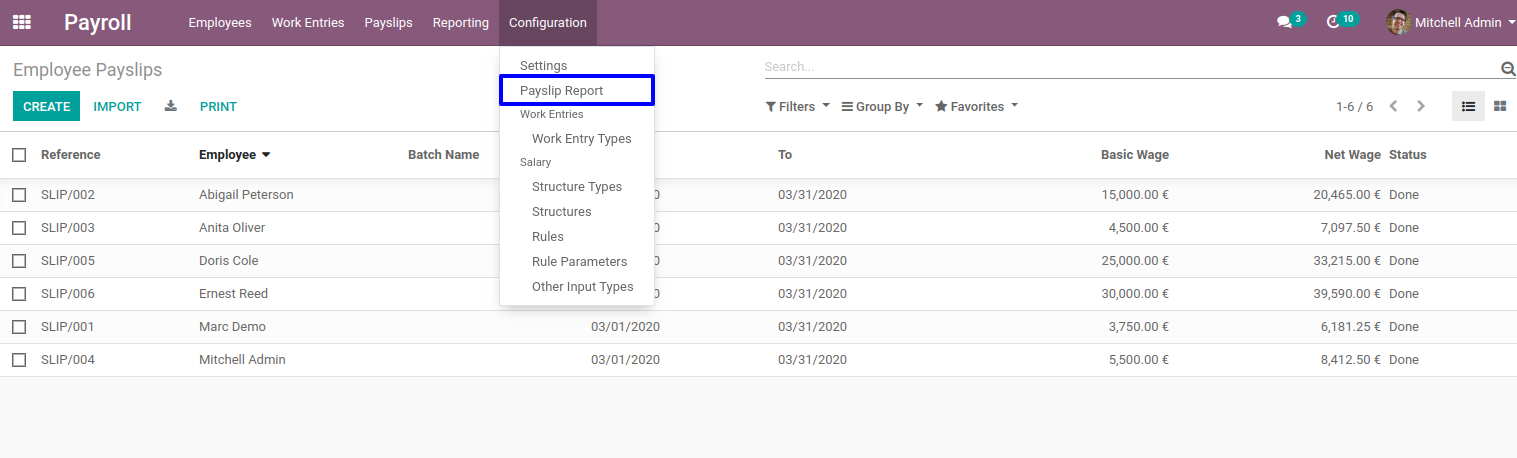 Payroll Employees Work Entries Payslips Reporting Configuration 3 10 Mitchell Admin
Employee Payslips Settings Search...
Payslip Report
CREATE IMPORT PRINT Work Entries Filters Group By Favorites 1-6 / 6
Work Entry Types
Reference Employee Batch Name Salary To Basic Wage Net Wage Status
Structure Types
SLIP/002 Abigail Peterson 0 03/31/2020 15,000.00 € 20,465.00 € Done
Structures
SLIP/003 Anita Oliver 0 03/31/2020 4,500.00 € 7,097.50 € Done
Rules
SLIP/005 Doris Cole Rule Parameters 0 03/31/2020 25,000.00 € 33,215.00 € Done
SLIP/006 Ernest Reed Other Input Types 0 03/31/2020 30,000.00 € 39,590.00 € Done
SLIP/001 Marc Demo 03/01/2020 03/31/2020 3,750.00 € 6,181.25 € Done
SLIP/004 Mitchell Admin 03/01/2020 03/31/2020 5,500.00 € 8,412.50 € Done